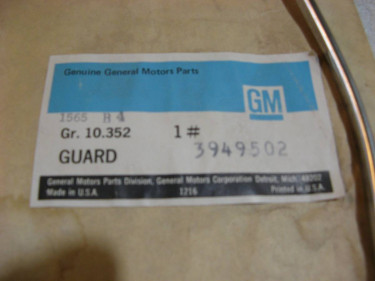 Genuine General Motors Parts
GM
1565 B4
Gr. 10.352 1#
GUARD 3949502
General Motors Parts Division, General Motors Corporation Detroit, Mich. 48202
Made in U.S.A. 1216 Printed in U.S.A.